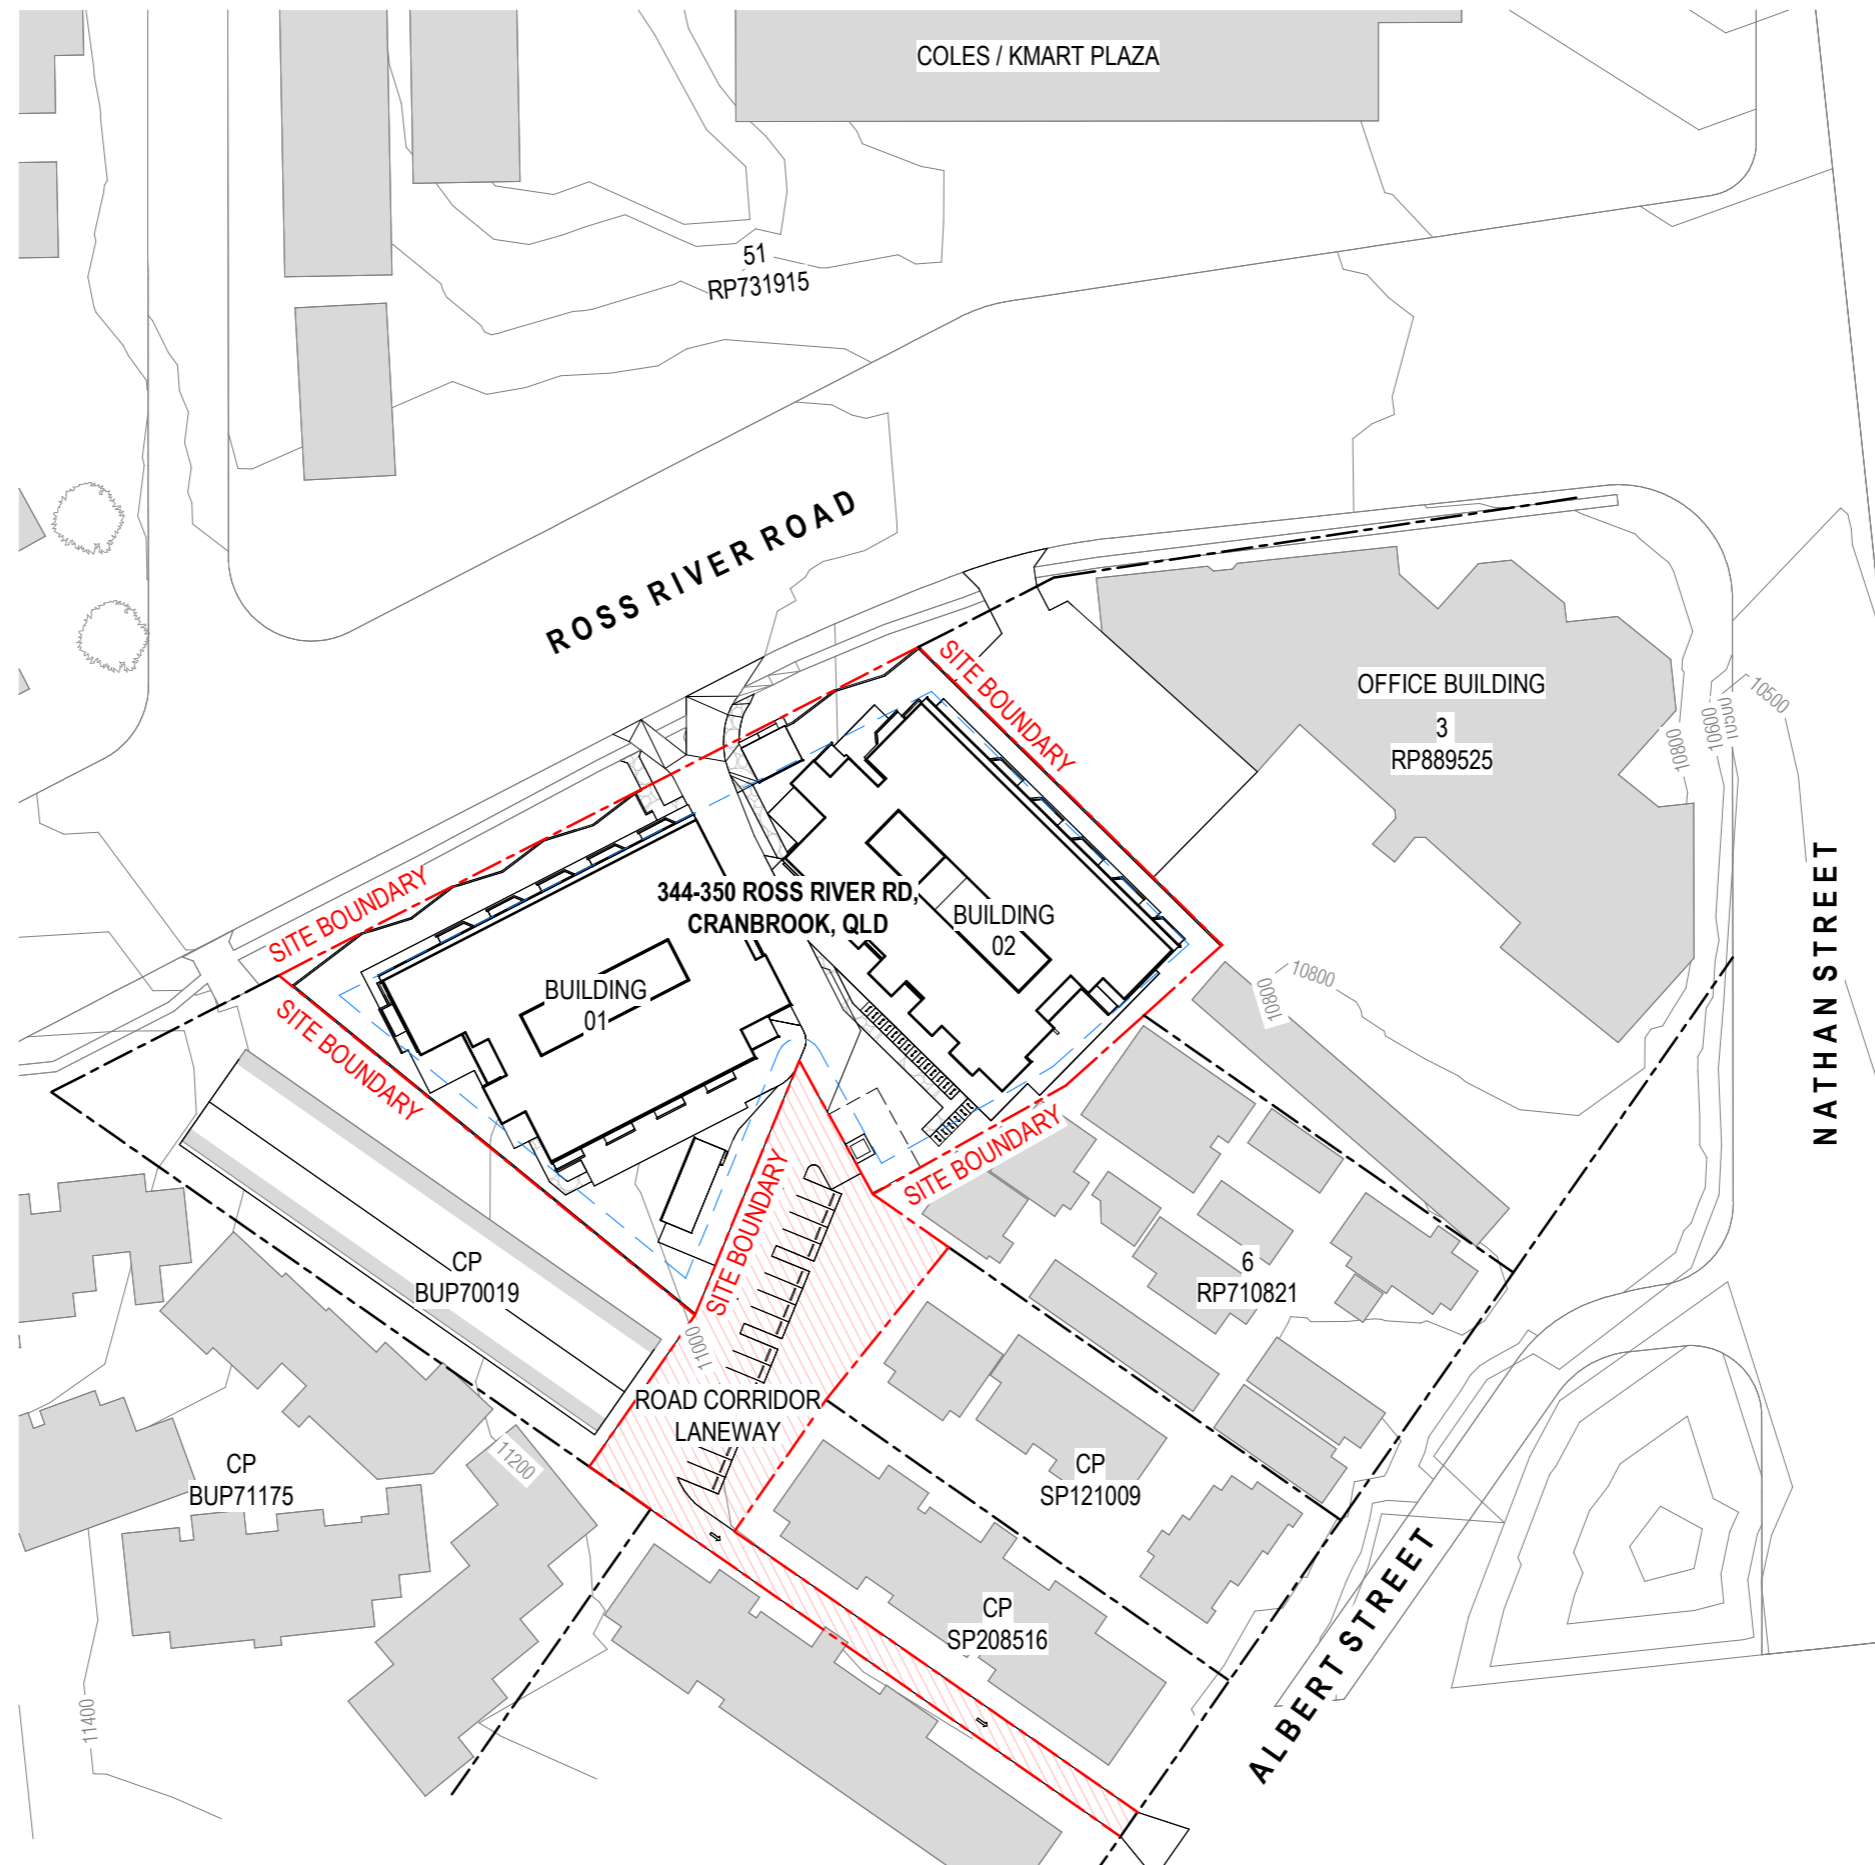 COLES / KMART PLAZA
51
RP731915
ROSS RIVER ROAD
SITE BOUNDARY
OFFICE BUILDING
3
RP889525
10500
10600
10800
NATHAN STREET
SITE BOUNDARY
344-350 ROSS RIVER RD,
CRANBROOK, QLD
BUILDING
02
BUILDING
01
10800
10800
SITE BOUNDARY
SITE BOUNDARY
SITE BOUNDARY
CP
BUP70019
6
RP710821
11000
ROAD CORRIDOR
LANEWAY
11200
CP
BUP71175
CP
SP121009
CP
SP208516
ALBERT STREET
11400